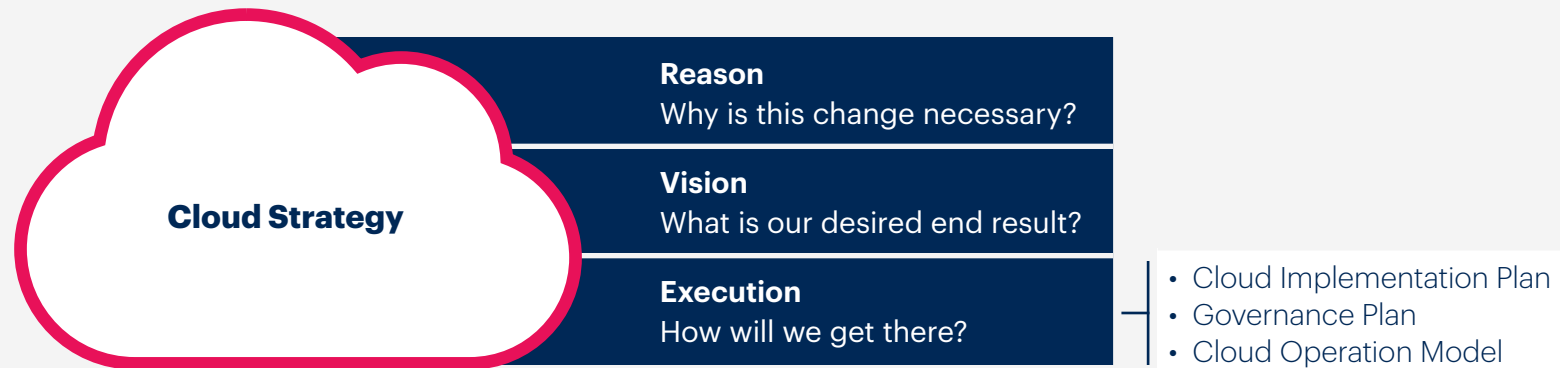 Cloud Strategy
Reason
Why is this change necessary?
Vision
What is our desired end result?
Execution
How will we get there?
• Cloud Implementation Plan
• Governance Plan
• Cloud Operation Model